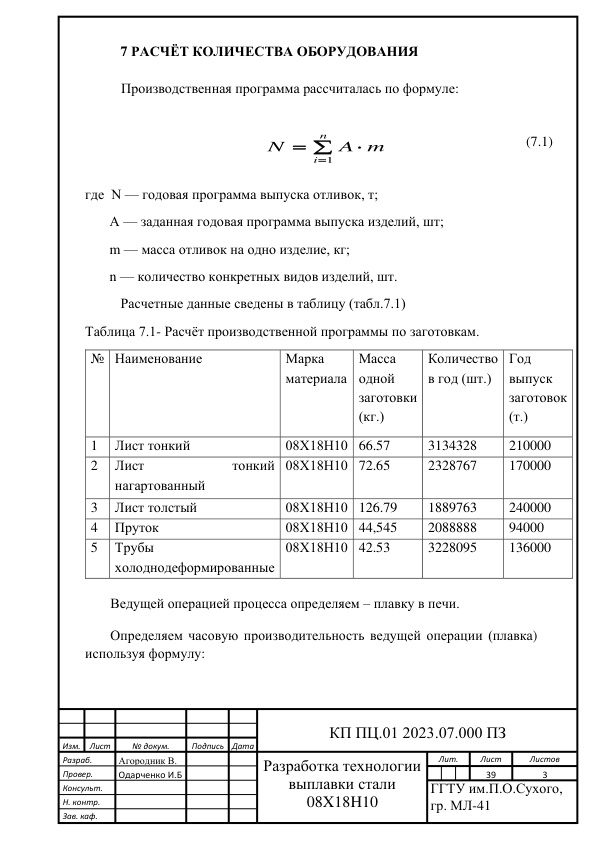 7 РАСЧЁТ КОЛИЧЕСТВА ОБОРУДОВАНИЯ
Производственная программа рассчиталась по формуле:
N = ∑ᵢ₌₁ⁿ A · m (7.1)
где N — годовая программа выпуска отливок, т;
А — заданная годовая программа выпуска изделий, шт;
m — масса отливок на одно изделие, кг;
n — количество конкретных видов изделий, шт.
Расчетные данные сведены в таблицу (табл.7.1)
Таблица 7.1- Расчёт производственной программы по заготовкам.
№ Наименование Марка Масса Количество Год
материала одной в год (шт.) выпуск
заготовки заготовок
(кг.) (т.)
1 Лист тонкий 08Х18Н10 66.57 3134328 210000
2 Лист тонкий 08Х18Н10 72.65 2328767 170000
нагартованный
3 Лист толстый 08Х18Н10 126.79 1889763 240000
4 Пруток 08Х18Н10 44,545 2088888 94000
5 Трубы 08Х18Н10 42.53 3228095 136000
холоднодеформированные
Ведущей операцией процесса определяем – плавку в печи.
Определяем часовую производительность ведущей операции (плавка)
используя формулу:
КП ПЦ.01 2023.07.000 ПЗ
Изм. Лист № докум. Подпись Дата
Разраб. Агородник В.
Провер. Одарченко И.Б
Консульт.
Н. контр.
Зав. каф.
Разработка технологии
выплавки стали
08Х18Н10
Лит. Лист Листов
39 3
ГГТУ им.П.О.Сухого,
гр. МЛ-41